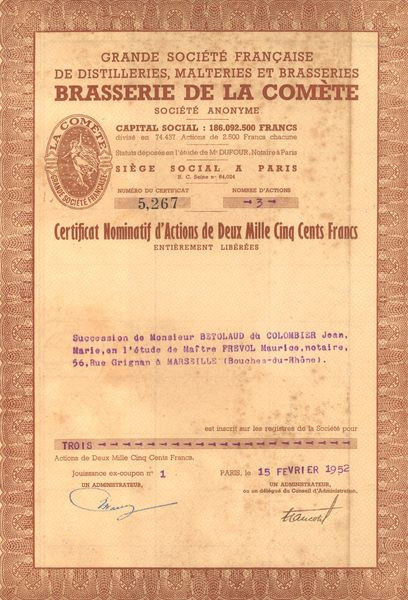 GRANDE SOCIÉTÉ FRANÇAISE
DE DISTILLERIES, MALTERIES ET BRASSERIES
BRASSERIE DE LA COMÈTE
SOCIÉTÉ ANONYME
LA COMÈTE
GRANDE SOCIÉTÉ FRANÇAISE
CAPITAL SOCIAL : 186.092.500 FRANCS
divisé en 74.437 Actions de 2.500 Francs chacune
Statuts déposés en l'étude de Me DUFOUR, Notaire à Paris
SIÈGE SOCIAL A PARIS
R. C. Seine n° 84,024
NUMÉRO DU CERTIFICAT
5,267
NOMBRE D'ACTIONS
- 3 -
Certificat Nominatif d'Actions de Deux Mille Cinq Cents Francs
ENTIÈREMENT LIBÉRÉES
Succession de Monsieur BETOLAUD du COLOMBIER Jean,
Marie, en l'étude de Maître FREVOL Maurice, notaire,
56, Rue Grignan à MARSEILLE (Bouches-du-Rhône).
est inscrit sur les registres de la Société pour
TROIS
Actions de Deux Mille Cinq Cents Francs.
Jouissance ex-coupon n° 1
PARIS, le 15 FEVRIER 1952
UN ADMINISTRATEUR,
UN ADMINISTRATEUR,
ou un délégué du Conseil d'Administration,